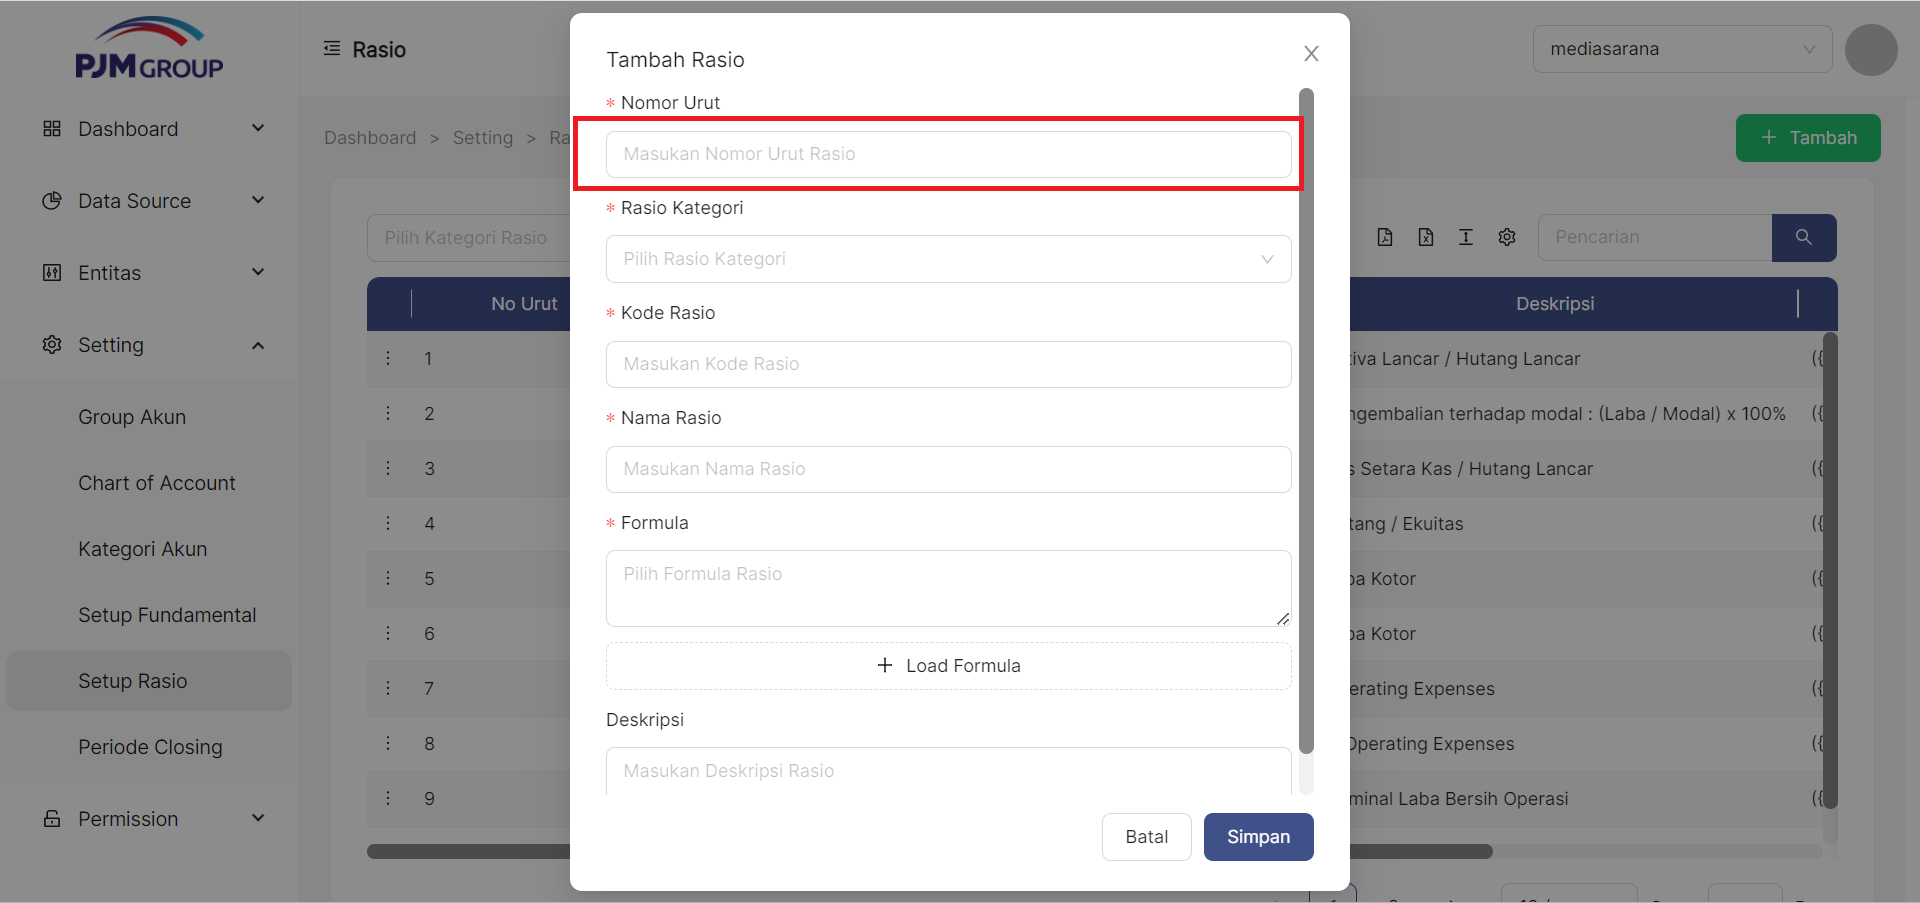 PJM GROUP
Dashboard
Data Source
Entitas
Setting
Group Akun
Chart of Account
Kategori Akun
Setup Fundamental
Setup Rasio
Periode Closing
Permission
Rasio
mediasarana
Dashboard > Setting >
+ Tambah
Pilih Kategori Rasio
Pencarian
No Urut
Deskripsi
1
iva Lancar / Hutang Lancar ({
2
ngembalian terhadap modal : (Laba / Modal) x 100% ({
3
s Setara Kas / Hutang Lancar ({
4
tang / Ekuitas ({
5
ba Kotor ({
6
ba Kotor ({
7
erating Expenses ({
8
Operating Expenses ({
9
minal Laba Bersih Operasi ({
Tambah Rasio
* Nomor Urut
Masukan Nomor Urut Rasio
* Rasio Kategori
Pilih Rasio Kategori
* Kode Rasio
Masukan Kode Rasio
* Nama Rasio
Masukan Nama Rasio
* Formula
Pilih Formula Rasio
+ Load Formula
Deskripsi
Masukan Deskripsi Rasio
Batal
Simpan